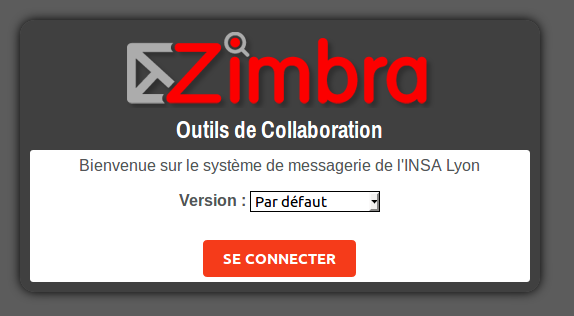 Zimbra
Outils de Collaboration
Bienvenue sur le système de messagerie de l'INSA Lyon
Version : Par défaut
SE CONNECTER